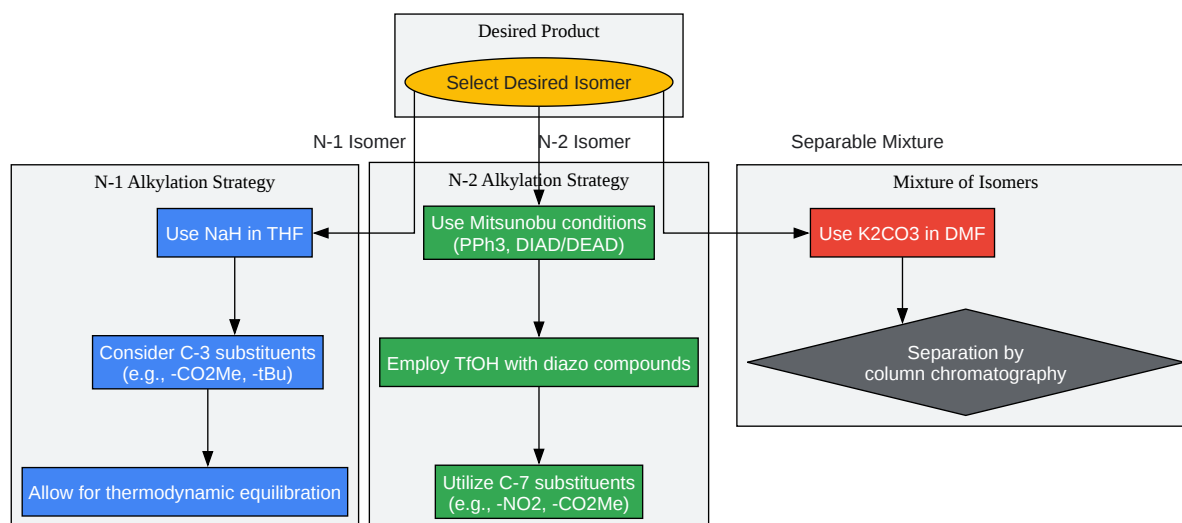 Desired Product
Select Desired Isomer
N-1 Isomer
N-2 Isomer
Separable Mixture
N-1 Alkylation Strategy
Use NaH in THF
Consider C-3 substituents
(e.g., -CO2Me, -tBu)
Allow for thermodynamic equilibration
N-2 Alkylation Strategy
Use Mitsunobu conditions
(PPh3, DIAD/DEAD)
Employ TfOH with diazo compounds
Utilize C-7 substituents
(e.g., -NO2, -CO2Me)
Mixture of Isomers
Use K2CO3 in DMF
Separation by
column chromatography